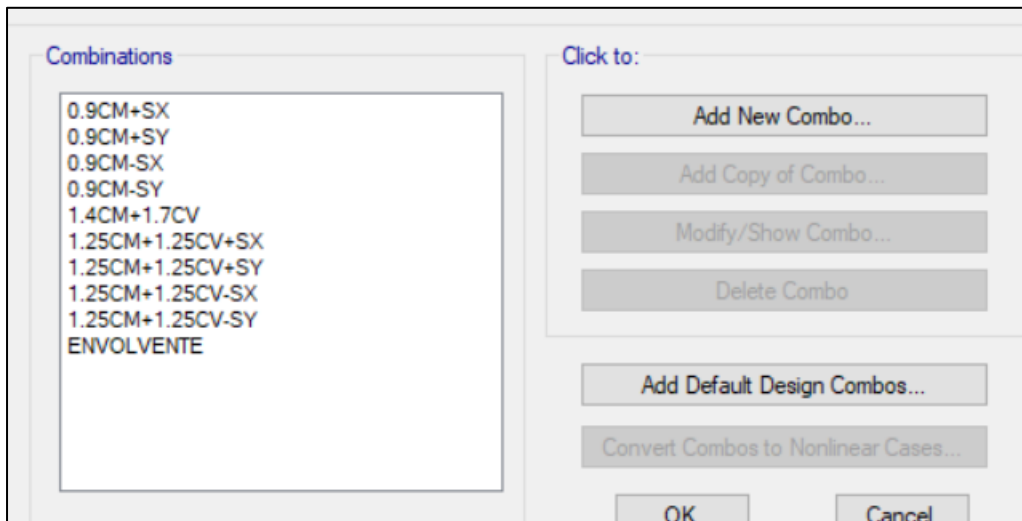 Combinations
0.9CM+SX
0.9CM+SY
0.9CM-SX
0.9CM-SY
1.4CM+1.7CV
1.25CM+1.25CV+SX
1.25CM+1.25CV+SY
1.25CM+1.25CV-SX
1.25CM+1.25CV-SY
ENVOLVENTE
Click to:
Add New Combo...
Add Copy of Combo...
Modify/Show Combo...
Delete Combo
Add Default Design Combos...
Convert Combos to Nonlinear Cases...
OK
Cancel